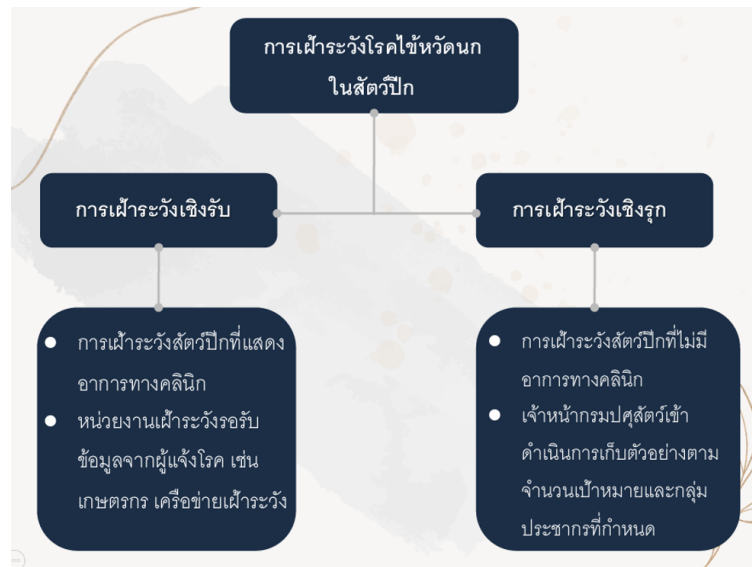 การเฝ้าระวังโรคไข้หวัดนก
ในสัตว์ปีก
การเฝ้าระวังเชิงรับ
การเฝ้าระวังเชิงรุก
การเฝ้าระวังสัตว์ปีกที่แสดง
อาการทางคลินิก
หน่วยงานเฝ้าระวังรอรับ
ข้อมูลจากผู้แจ้งโรค เช่น
เกษตรกร เครือข่ายเฝ้าระวัง
การเฝ้าระวังสัตว์ปีกที่ไม่มี
อาการทางคลินิก
เจ้าหน้ากรมปศุสัตว์เข้า
ดำเนินการเก็บตัวอย่างตาม
จำนวนเป้าหมายและกลุ่ม
ประชากรที่กำหนด